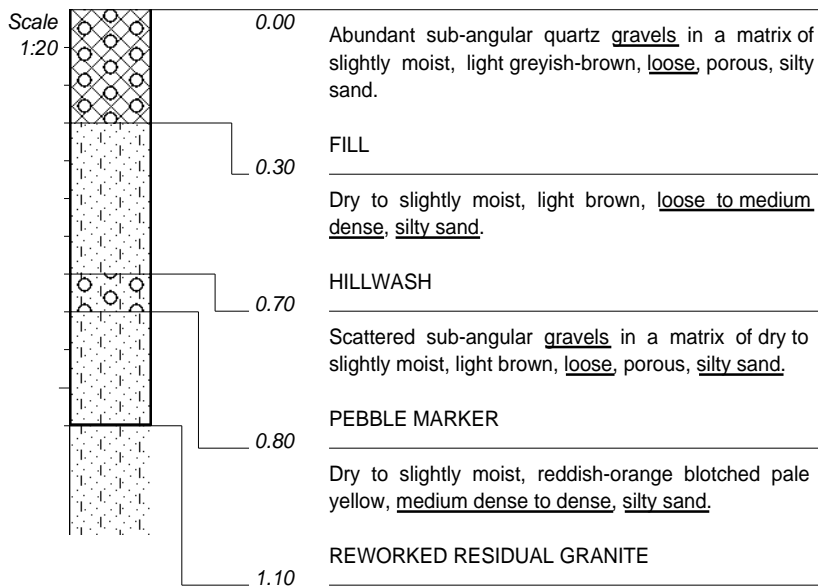 Scale
1:20
0.00
Abundant sub-angular quartz gravels in a matrix of
slightly moist, light greyish-brown, loose, porous, silty
sand.
FILL
0.30
Dry to slightly moist, light brown, loose to medium
dense, silty sand.
HILLWASH
0.70
Scattered sub-angular gravels in a matrix of dry to
slightly moist, light brown, loose, porous, silty sand.
PEBBLE MARKER
0.80
Dry to slightly moist, reddish-orange blotched pale
yellow, medium dense to dense, silty sand.
REWORKED RESIDUAL GRANITE
1.10